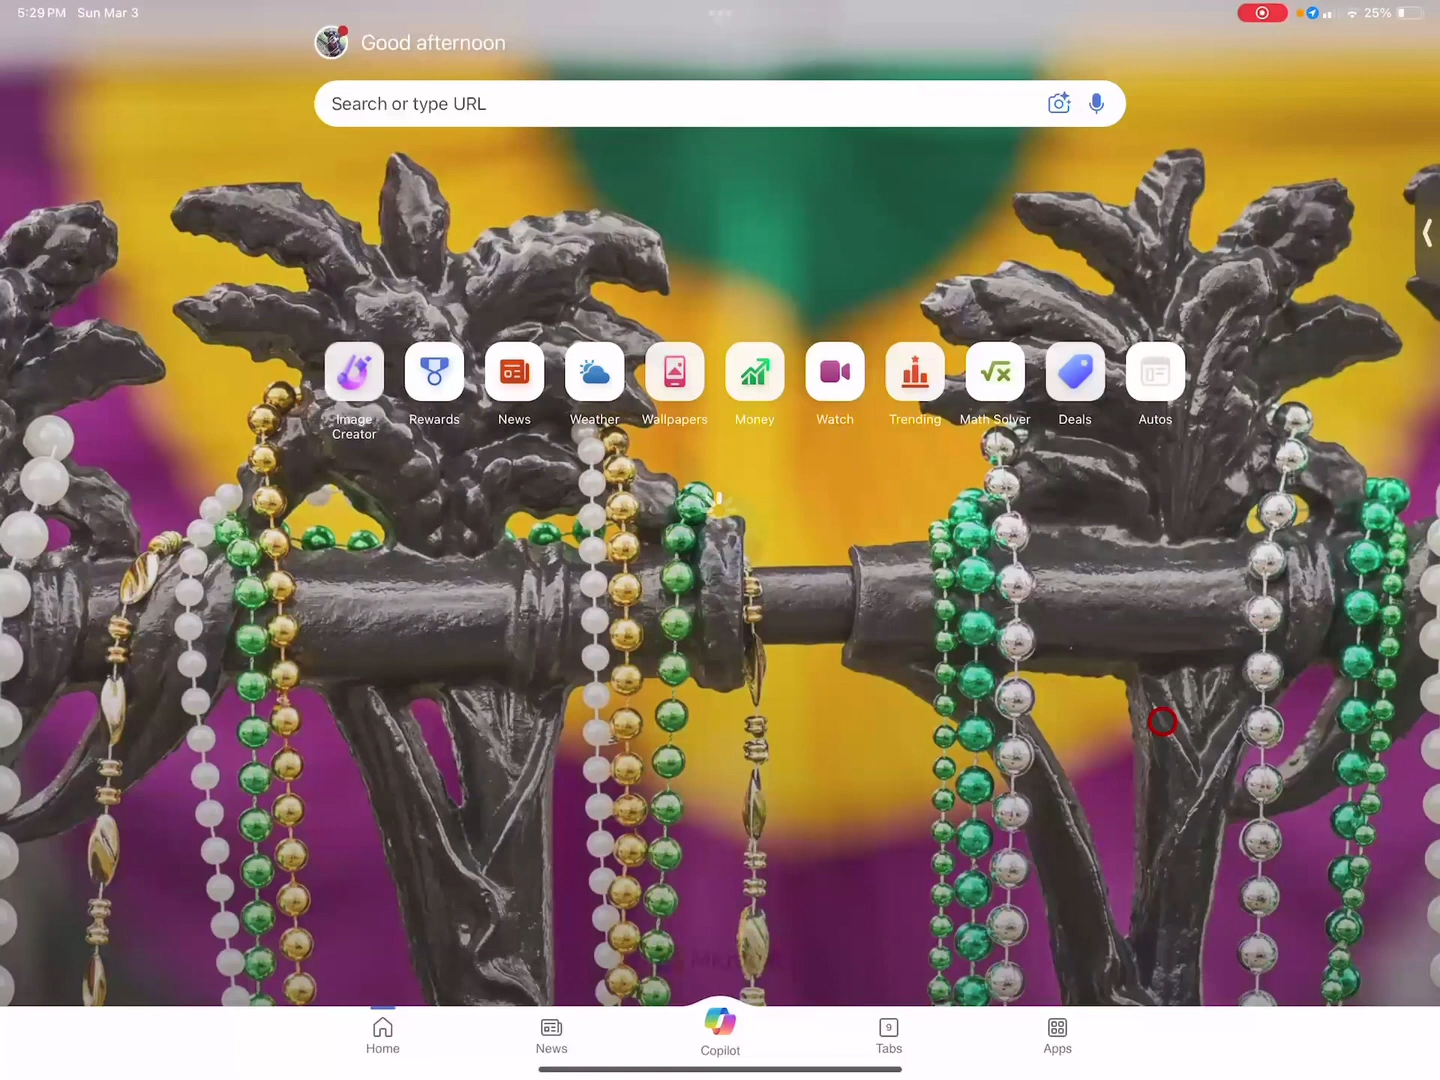 5:29 PM Sun Mar 3
25%
Good afternoon
Search or type URL
Image Creator
Rewards
News
Weather
Wallpapers
Money
Watch
Trending
Math Solver
Deals
Autos
Home
News
Copilot
9
Tabs
Apps